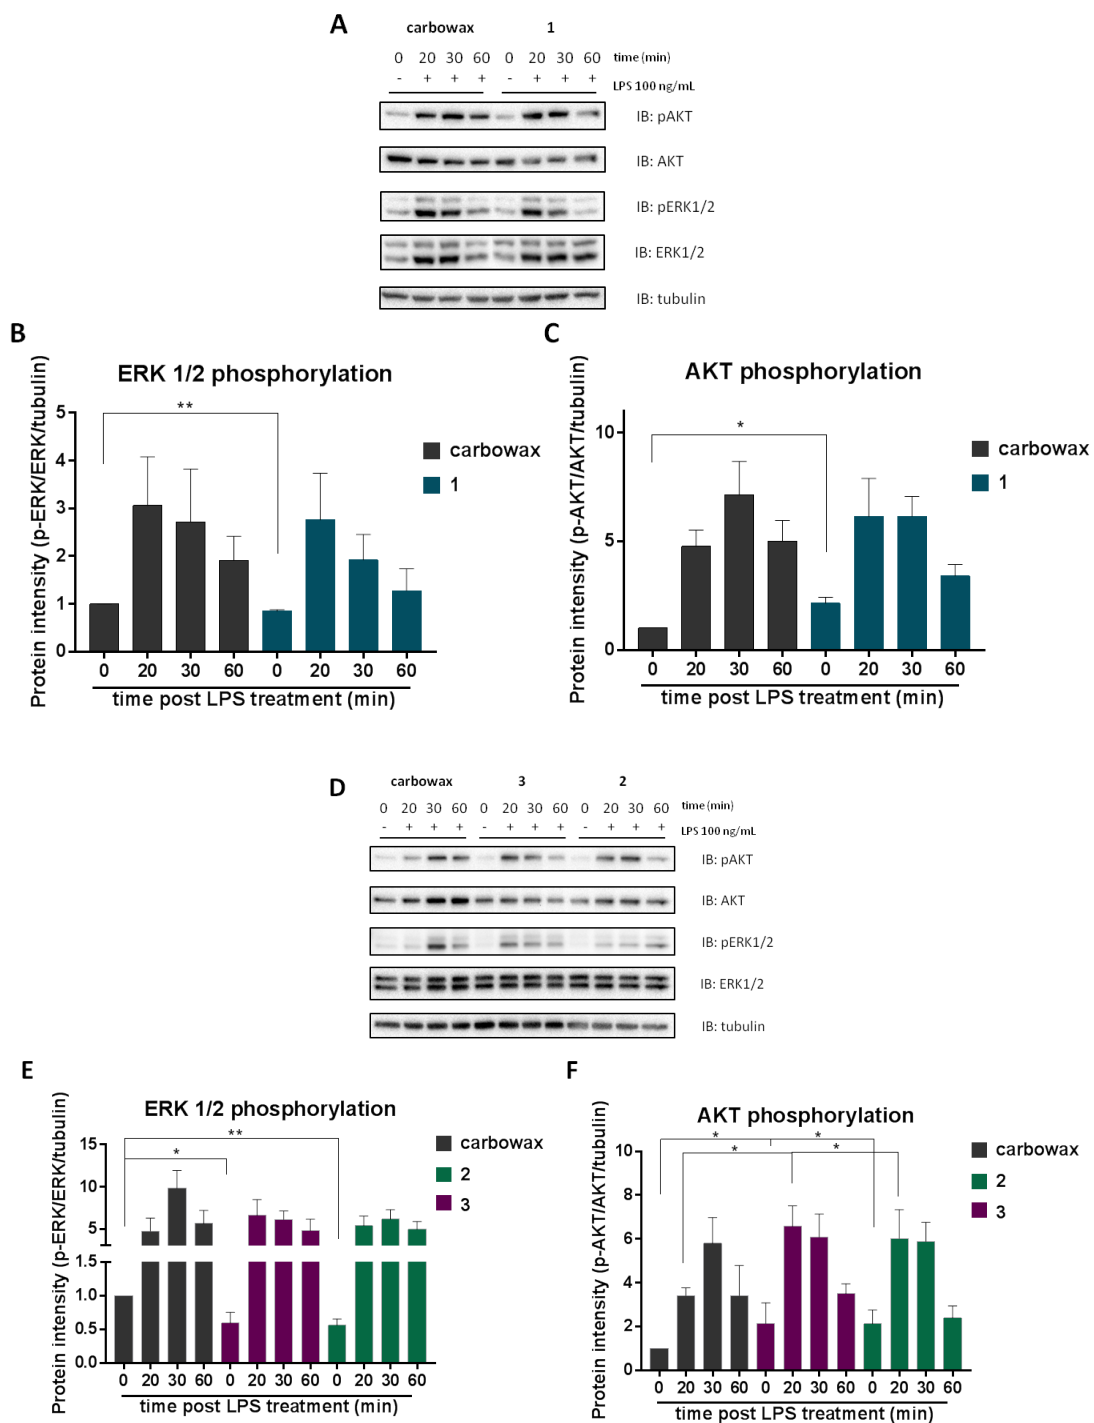 A
carbowax 1
0 20 30 60 0 20 30 60 time (min)
- + + + - + + + LPS 100 ng/mL
IB: pAKT
IB: AKT
IB: pERK1/2
IB: ERK1/2
IB: tubulin
B
ERK 1/2 phosphorylation
Protein intensity (p-ERK/ERK/tubulin)
5
4
3
2
1
0
**
carbowax
1
0 20 30 60 0 20 30 60
time post LPS treatment (min)
C
AKT phosphorylation
Protein intensity (p-AKT/AKT/tubulin)
10
5
0
*
carbowax
1
0 20 30 60 0 20 30 60
time post LPS treatment (min)
D
carbowax 3 2
0 20 30 60 0 20 30 60 0 20 30 60 time (min)
- + + + - + + + - + + + LPS 100 ng/mL
IB: pAKT
IB: AKT
IB: pERK1/2
IB: ERK1/2
IB: tubulin
E
ERK 1/2 phosphorylation
Protein intensity (p-ERK/ERK/tubulin)
15
10
5
1.5
1.0
0.5
0.0
**
*
carbowax
2
3
0 20 30 60 0 20 30 60 0 20 30 60
time post LPS treatment (min)
F
AKT phosphorylation
Protein intensity (p-AKT/AKT/tubulin)
10
8
6
4
2
0
* *
* *
carbowax
2
3
0 20 30 60 0 20 30 60 0 20 30 60
time post LPS treatment (min)